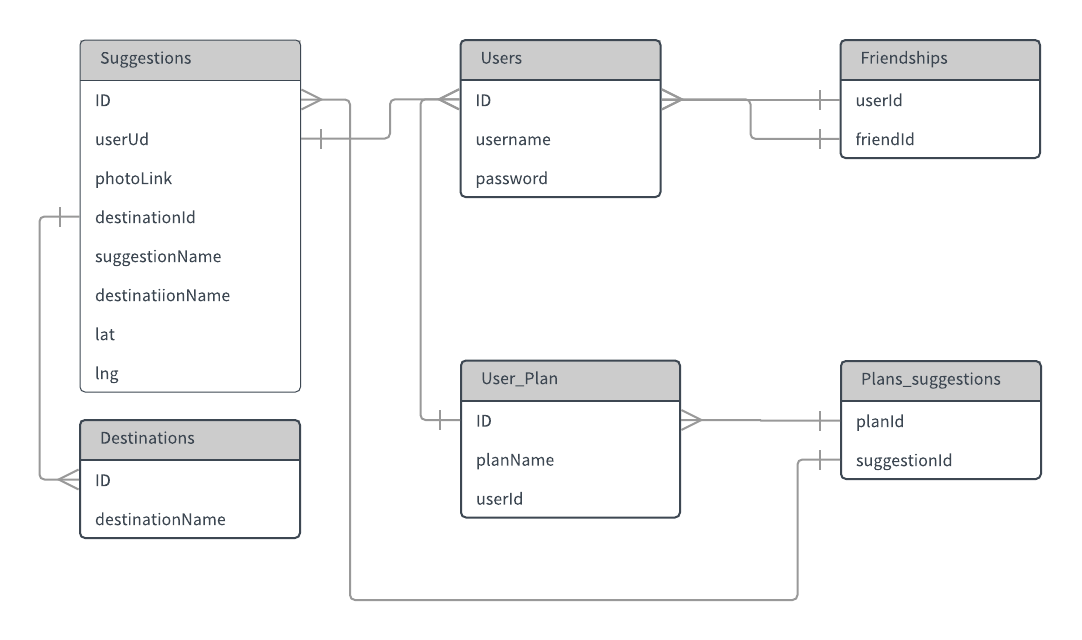 Suggestions
ID
userUd
photoLink
destinationId
suggestionName
destinatiionName
lat
lng
Destinations
ID
destinationName
Users
ID
username
password
User_Plan
ID
planName
userId
Friendships
userId
friendId
Plans_suggestions
planId
suggestionId